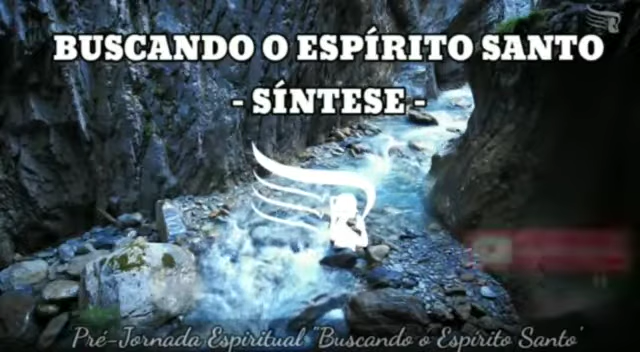 BUSCANDO O ESPÍRITO SANTO
- SÍNTESE -
Pré-Jornada Espiritual "Buscando o Espírito Santo'